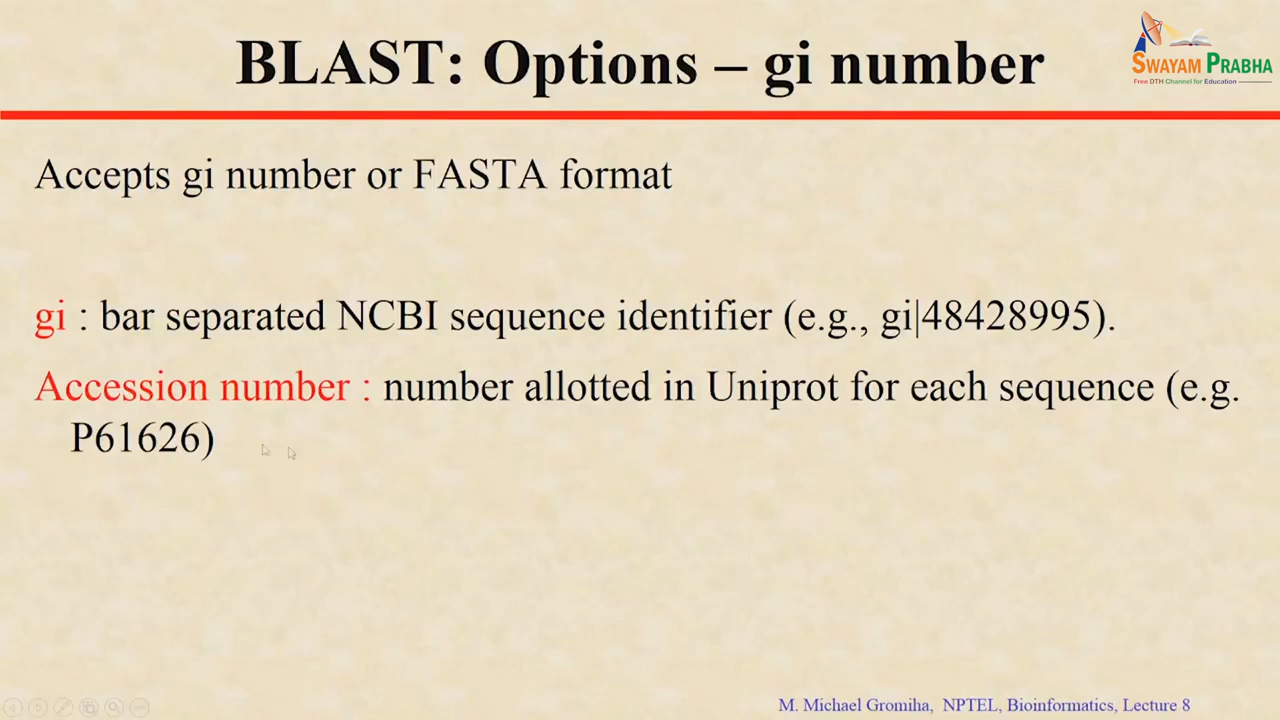 BLAST: Options – gi number
SWAYAM PRABHA
Free DTH Channel for Education
Accepts gi number or FASTA format
gi : bar separated NCBI sequence identifier (e.g., gi|48428995).
Accession number : number allotted in Uniprot for each sequence (e.g.
P61626)
M. Michael Gromiha, NPTEL, Bioinformatics, Lecture 8